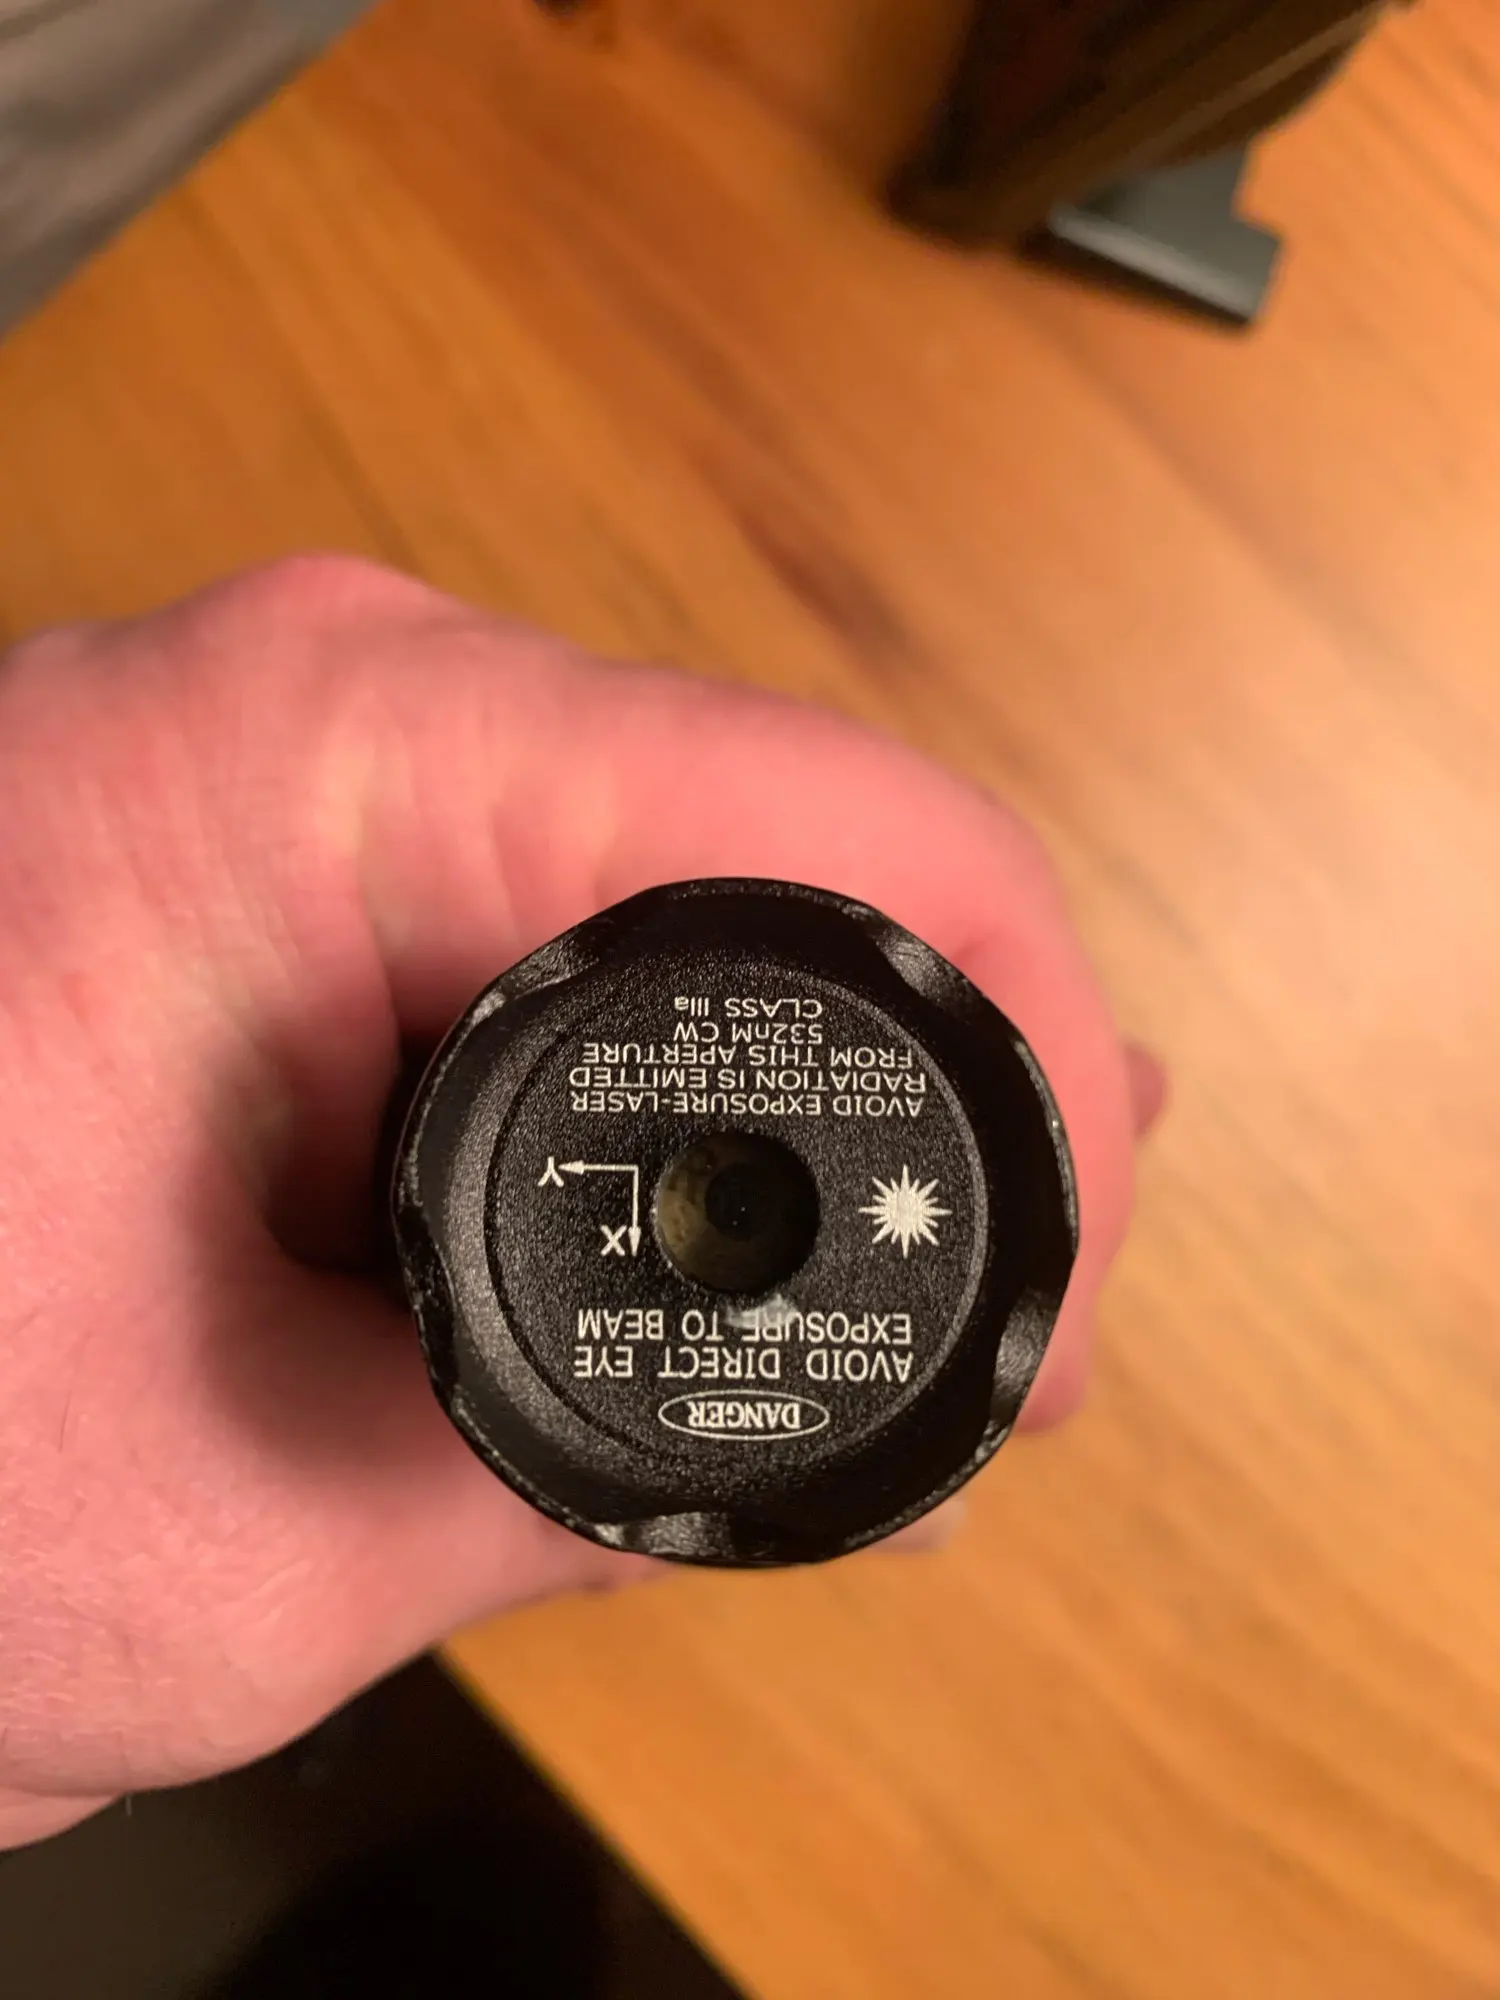 DANGER
AVOID DIRECT EYE
EXPOSURE TO BEAM
X
Y
AVOID EXPOSURE-LASER
RADIATION IS EMITTED
FROM THIS APERTURE
532nM CW
CLASS IIIa